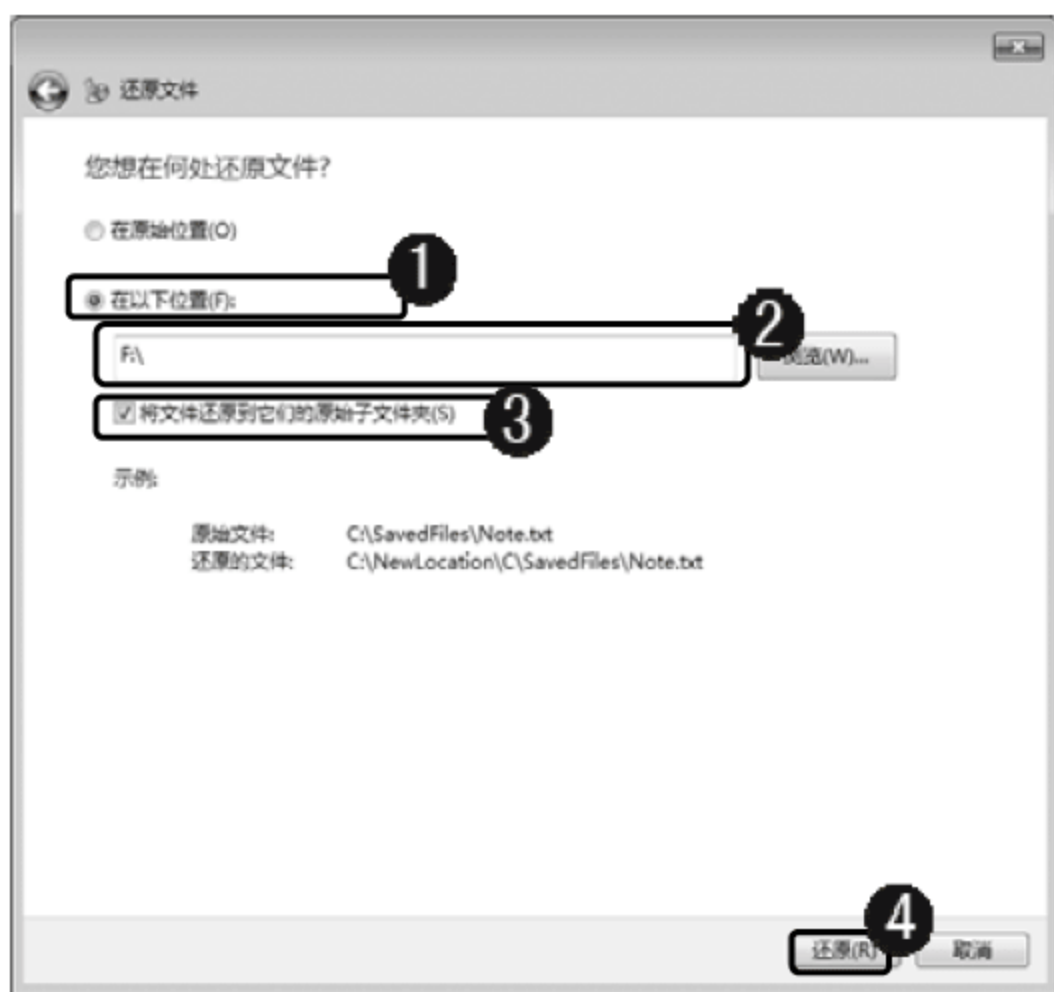 还原文件
您想在何处还原文件?
在原始位置(O)
1
在以下位置(F):
2
F:\
浏览(W)...
将文件还原到它们的原始子文件夹(S)
3
示例:
原始文件: C:\SavedFiles\Note.txt
还原的文件: C:\NewLocation\C\SavedFiles\Note.txt
4
还原(R) 取消